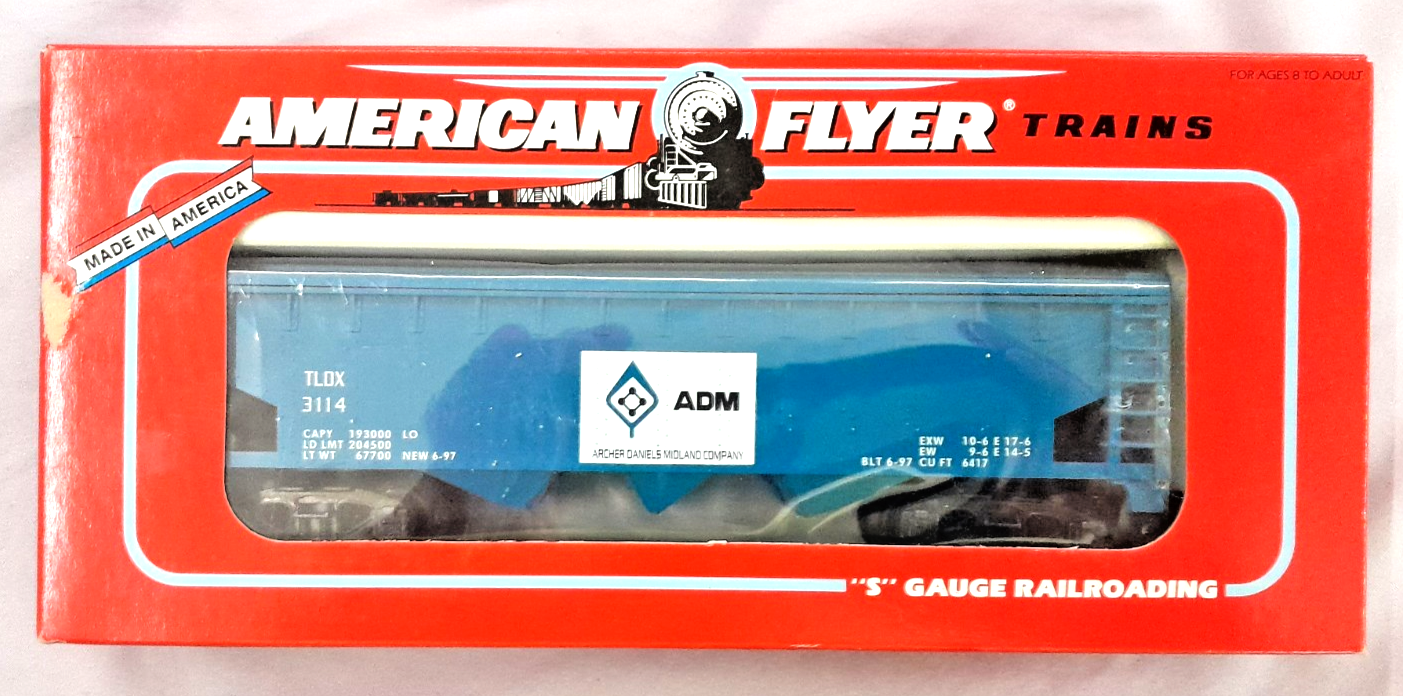 FOR AGES 8 TO ADULT
AMERICAN FLYER® TRAINS
MADE IN AMERICA
TLDX
3114
CAPY 193000 LO
LD LMT 204500
LT WT 67700 NEW 6-97
ADM
ARCHER DANIELS MIDLAND COMPANY
EXW 10-6 E 17-6
EW 9-6 E 14-5
BLT 6-97 CU FT 6417
"S" GAUGE RAILROADING